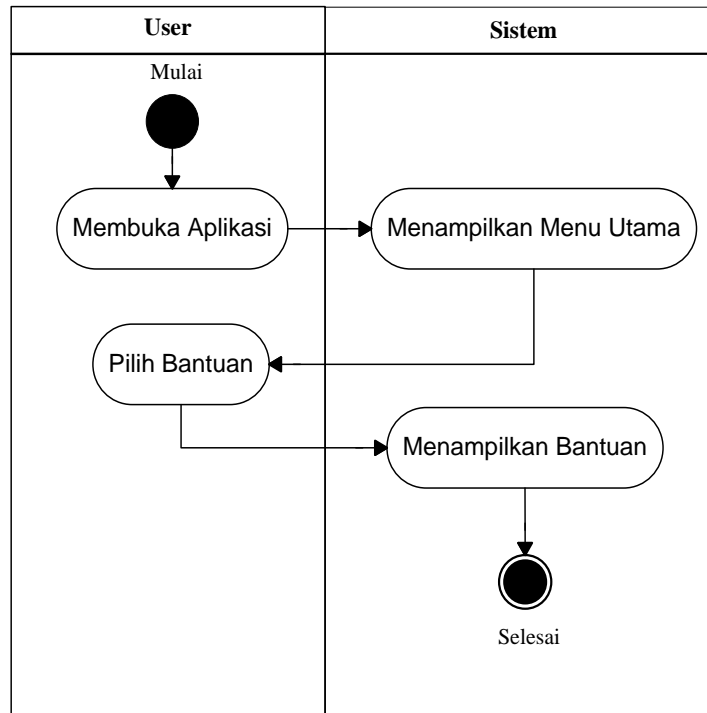 User
Sistem
Mulai
Membuka Aplikasi
Menampilkan Menu Utama
Pilih Bantuan
Menampilkan Bantuan
Selesai